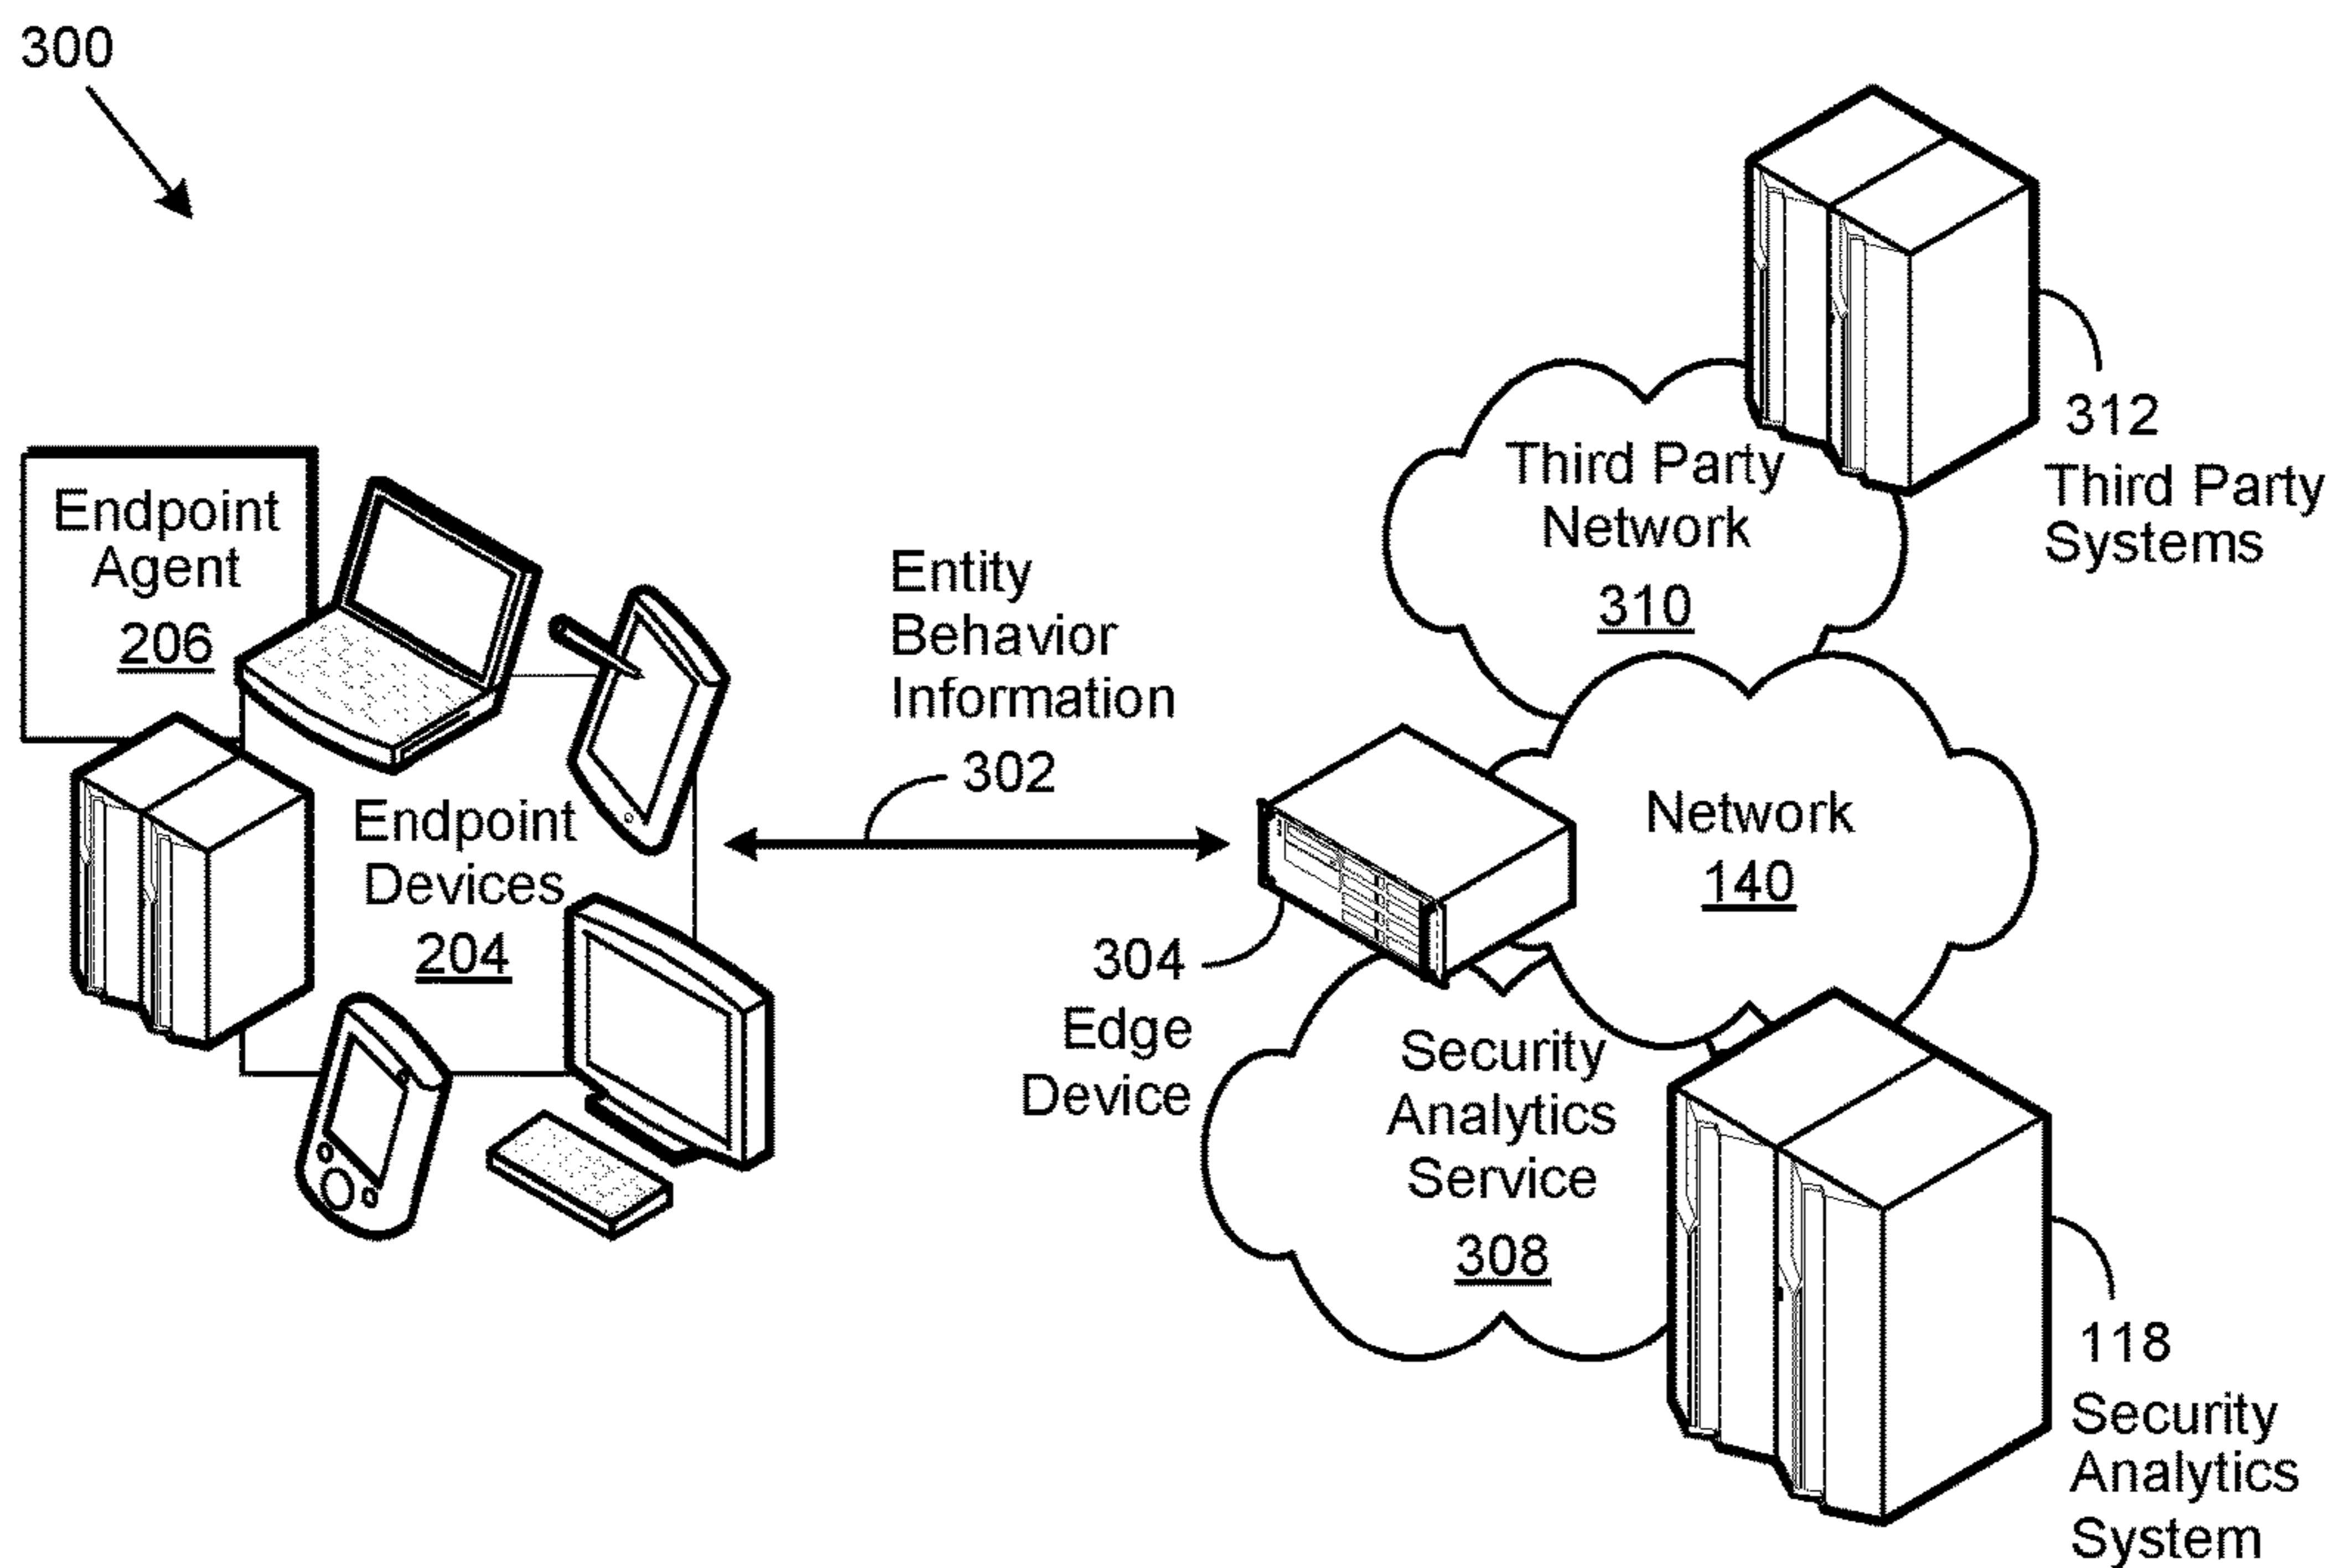 300
Endpoint
Agent
206
Endpoint
Devices
204
Entity
Behavior
Information
302
304
Edge
Device
Third Party
Network
310
312
Third Party
Systems
Network
140
Security
Analytics
Service
308
118
Security
Analytics
System